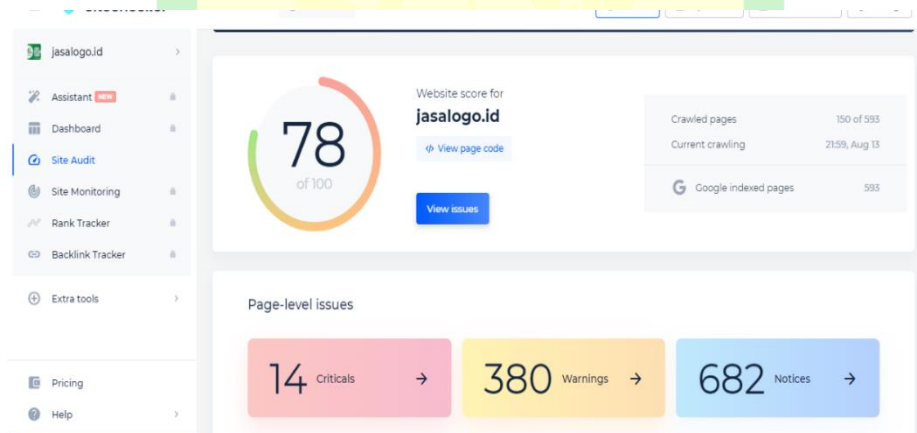 jasalogo.id
Assistant NEW
Dashboard
Site Audit
Site Monitoring
Rank Tracker
Backlink Tracker
Extra tools
Pricing
Help
78
of 100
Website score for
jasalogo.id
View page code
View issues
Crawled pages 150 of 593
Current crawling 21:59, Aug 13
Google indexed pages 593
Page-level issues
14 Criticals
380 Warnings
682 Notices